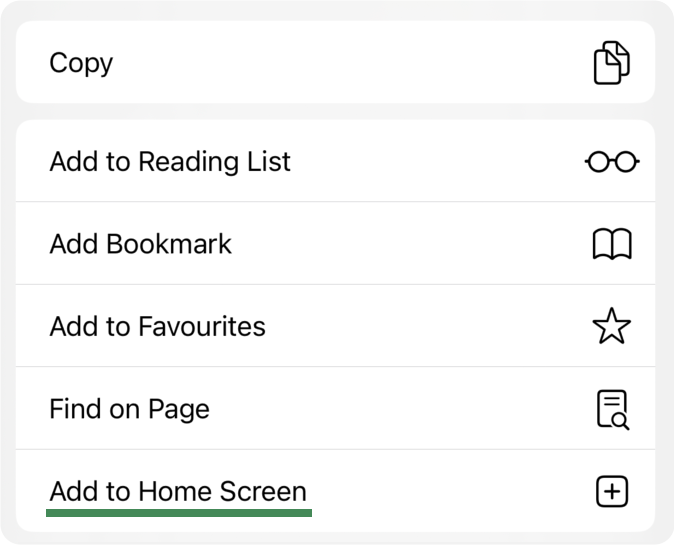 Copy
Add to Reading List
Add Bookmark
Add to Favourites
Find on Page
Add to Home Screen